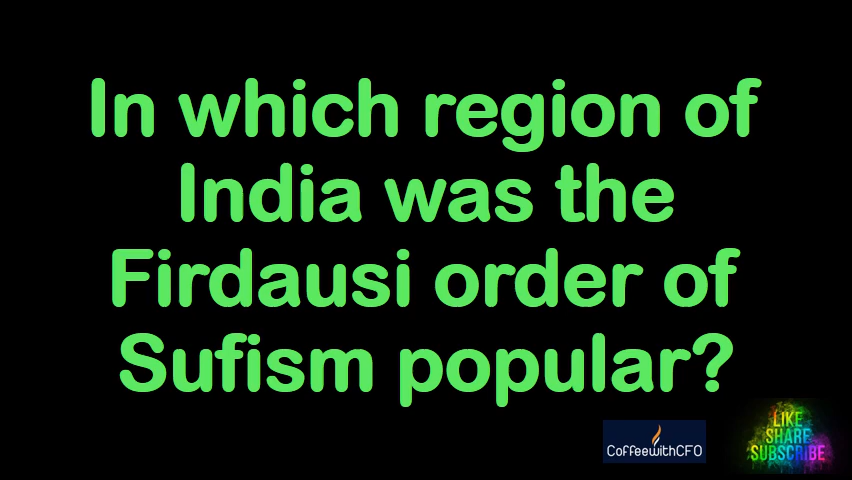 In which region of
India was the
Firdausi order of
Sufism popular?
CoffeewithCFO
LIKE
SHARE
SUBSCRIBE